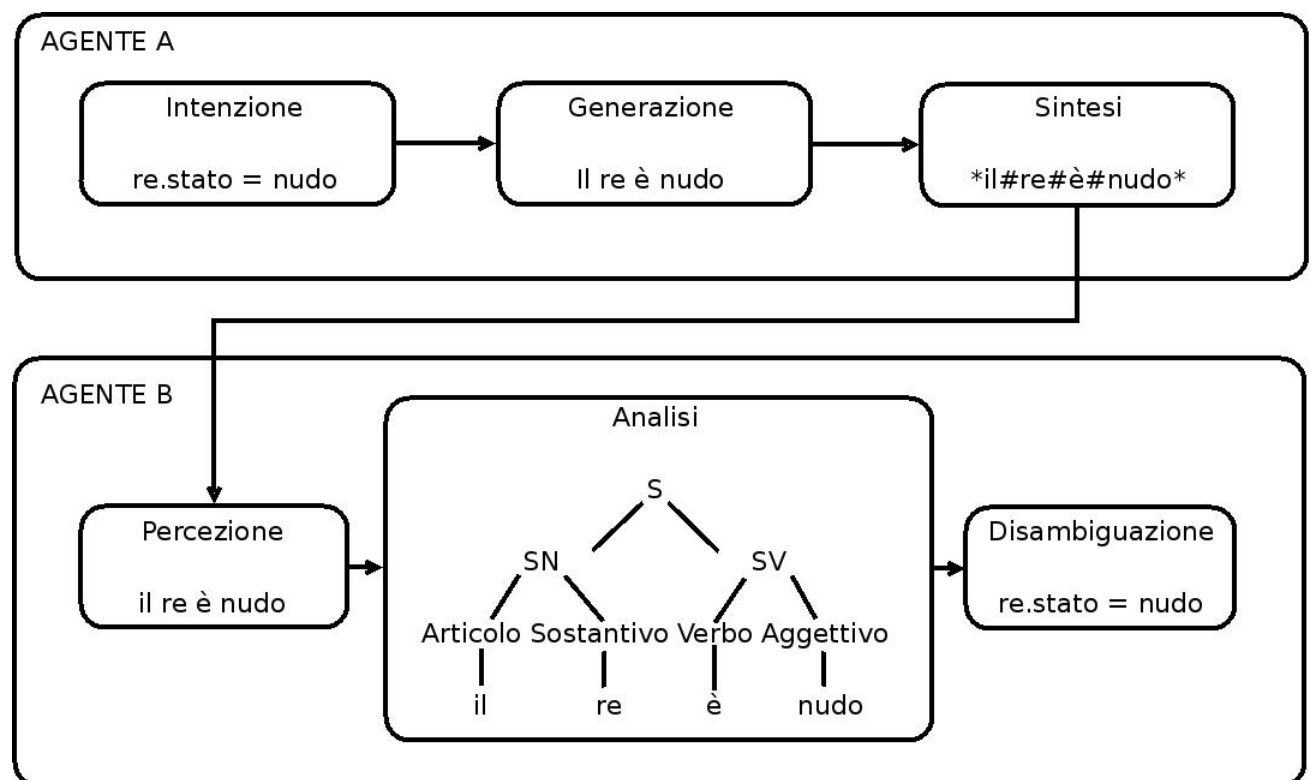 AGENTE A
Intenzione
re.stato = nudo
Generazione
Il re è nudo
Sintesi
*il#re#è#nudo*
AGENTE B
Percezione
il re è nudo
Analisi
S
SN SV
Articolo Sostantivo Verbo Aggettivo
il re è nudo
Disambiguazione
re.stato = nudo